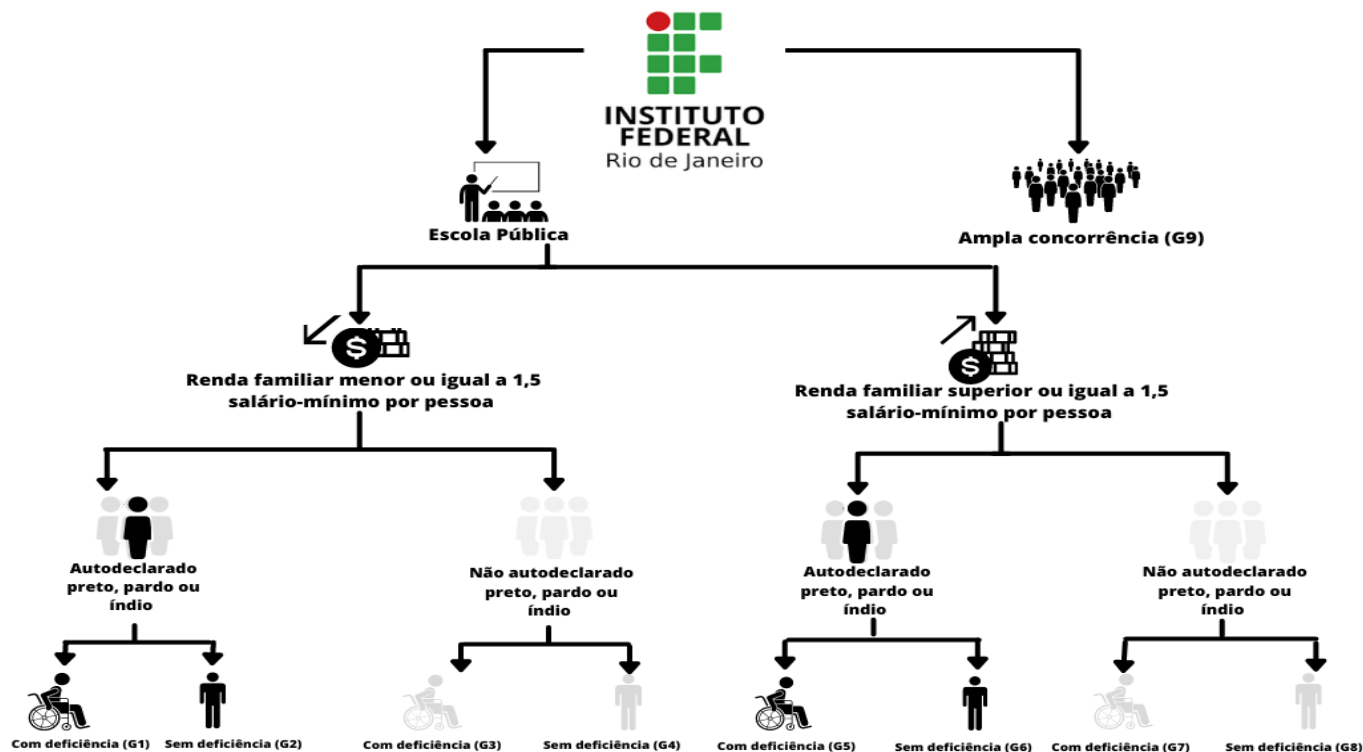 INSTITUTO
FEDERAL
Rio de Janeiro
Escola Pública
Ampla concorrência (G9)
Renda familiar menor ou igual a 1,5
salário-mínimo por pessoa
Renda familiar superior ou igual a 1,5
salário-mínimo por pessoa
Autodeclarado
preto, pardo ou
índio
Não autodeclarado
preto, pardo ou
índio
Autodeclarado
preto, pardo ou
índio
Não autodeclarado
preto, pardo ou
índio
Com deficiência (G1)
Sem deficiência (G2)
Com deficiência (G3)
Sem deficiência (G4)
Com deficiência (G5)
Sem deficiência (G6)
Com deficiência (G7)
Sem deficiência (G8)